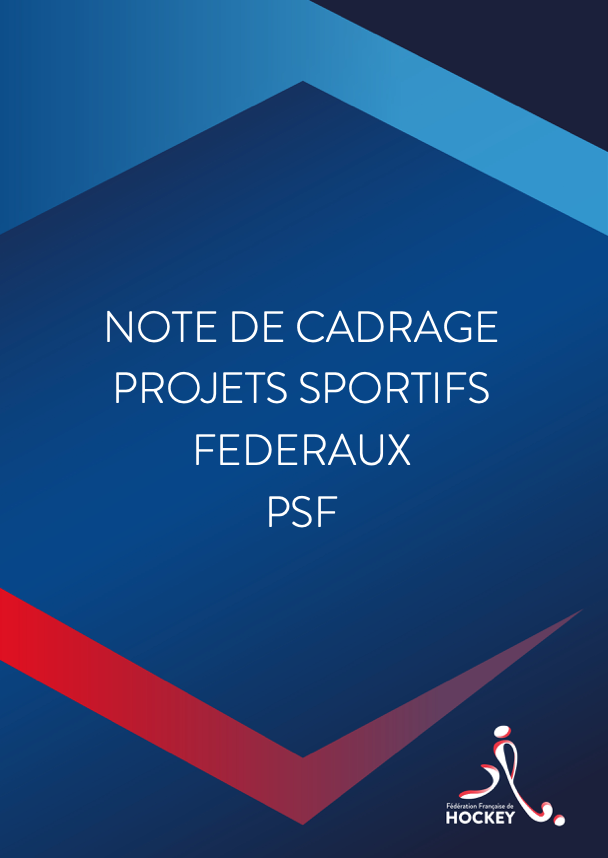 NOTE DE CADRAGE
PROJETS SPORTIFS
FEDERAUX
PSF
Fédération Française de
HOCKEY